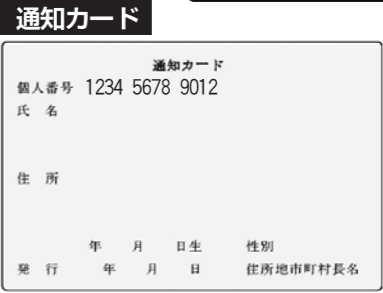 通知カード
通知カード
個人番号 1234 5678 9012
氏 名
住 所
年 月 日生 性別
発 行 年 月 日 住所地市町村長名